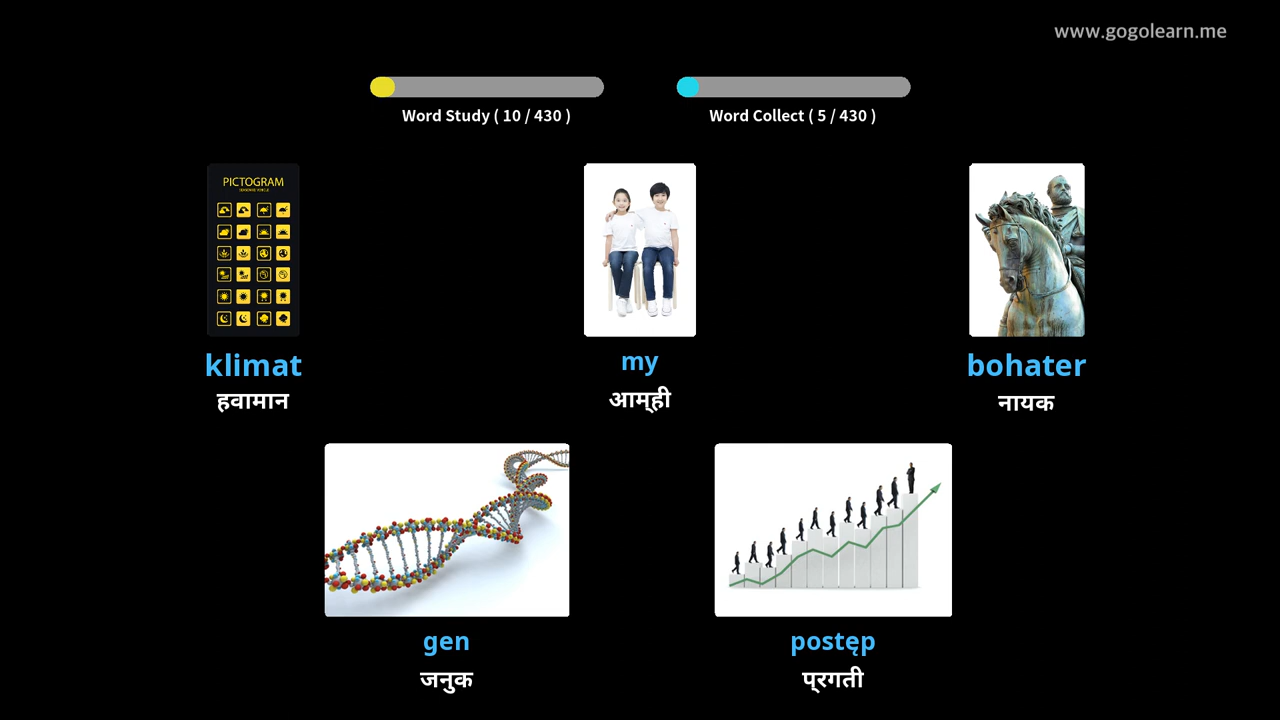 www.gogolearn.me
Word Study ( 10 / 430 )
Word Collect ( 5 / 430 )
PICTOGRAM
klimat
हवामान
my
आम्ही
bohater
नायक
gen
जनुक
postęp
प्रगती